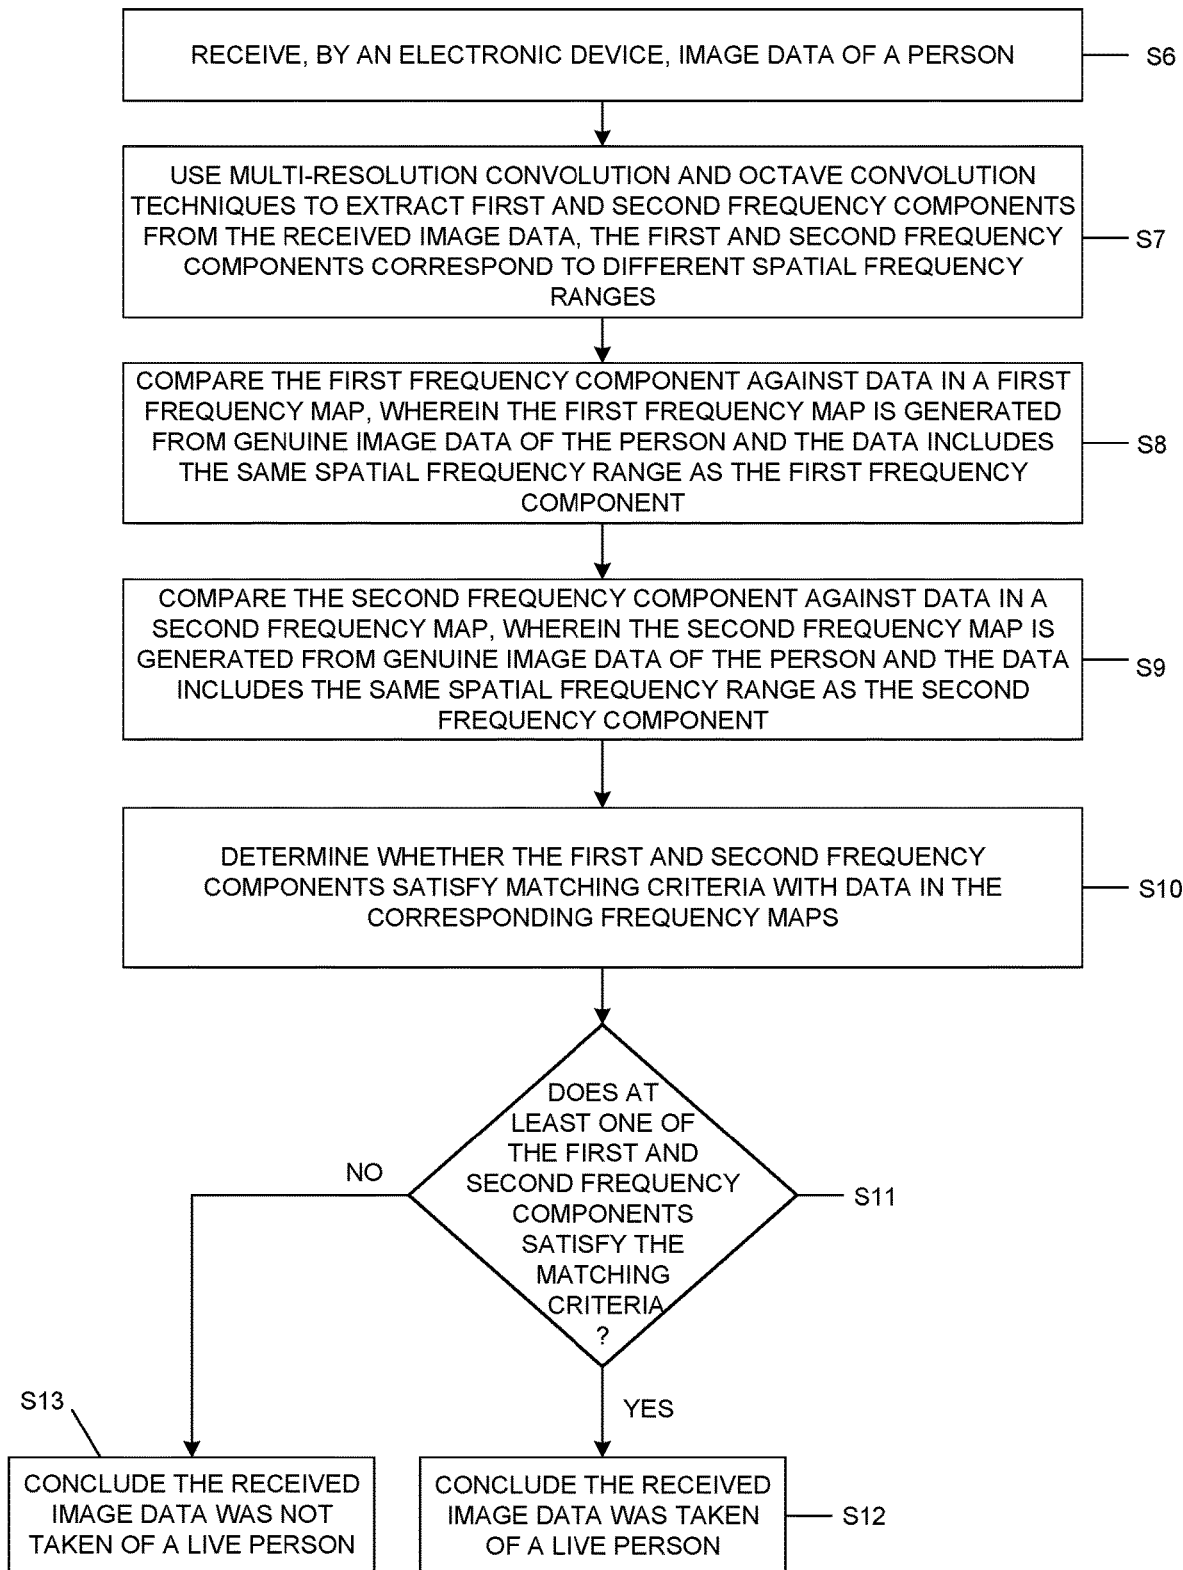 RECEIVE, BY AN ELECTRONIC DEVICE, IMAGE DATA OF A PERSON
S6
USE MULTI-RESOLUTION CONVOLUTION AND OCTAVE CONVOLUTION
TECHNIQUES TO EXTRACT FIRST AND SECOND FREQUENCY COMPONENTS
FROM THE RECEIVED IMAGE DATA, THE FIRST AND SECOND FREQUENCY
COMPONENTS CORRESPOND TO DIFFERENT SPATIAL FREQUENCY
RANGES
S7
COMPARE THE FIRST FREQUENCY COMPONENT AGAINST DATA IN A FIRST
FREQUENCY MAP, WHEREIN THE FIRST FREQUENCY MAP IS GENERATED
FROM GENUINE IMAGE DATA OF THE PERSON AND THE DATA INCLUDES
THE SAME SPATIAL FREQUENCY RANGE AS THE FIRST FREQUENCY
COMPONENT
S8
COMPARE THE SECOND FREQUENCY COMPONENT AGAINST DATA IN A
SECOND FREQUENCY MAP, WHEREIN THE SECOND FREQUENCY MAP IS
GENERATED FROM GENUINE IMAGE DATA OF THE PERSON AND THE DATA
INCLUDES THE SAME SPATIAL FREQUENCY RANGE AS THE SECOND
FREQUENCY COMPONENT
S9
DETERMINE WHETHER THE FIRST AND SECOND FREQUENCY
COMPONENTS SATISFY MATCHING CRITERIA WITH DATA IN THE
CORRESPONDING FREQUENCY MAPS
S10
DOES AT
LEAST ONE OF
THE FIRST AND
SECOND FREQUENCY
COMPONENTS
SATISFY THE
MATCHING
CRITERIA
?
S11
NO
YES
S13
CONCLUDE THE RECEIVED
IMAGE DATA WAS NOT
TAKEN OF A LIVE PERSON
CONCLUDE THE RECEIVED
IMAGE DATA WAS TAKEN
OF A LIVE PERSON
S12